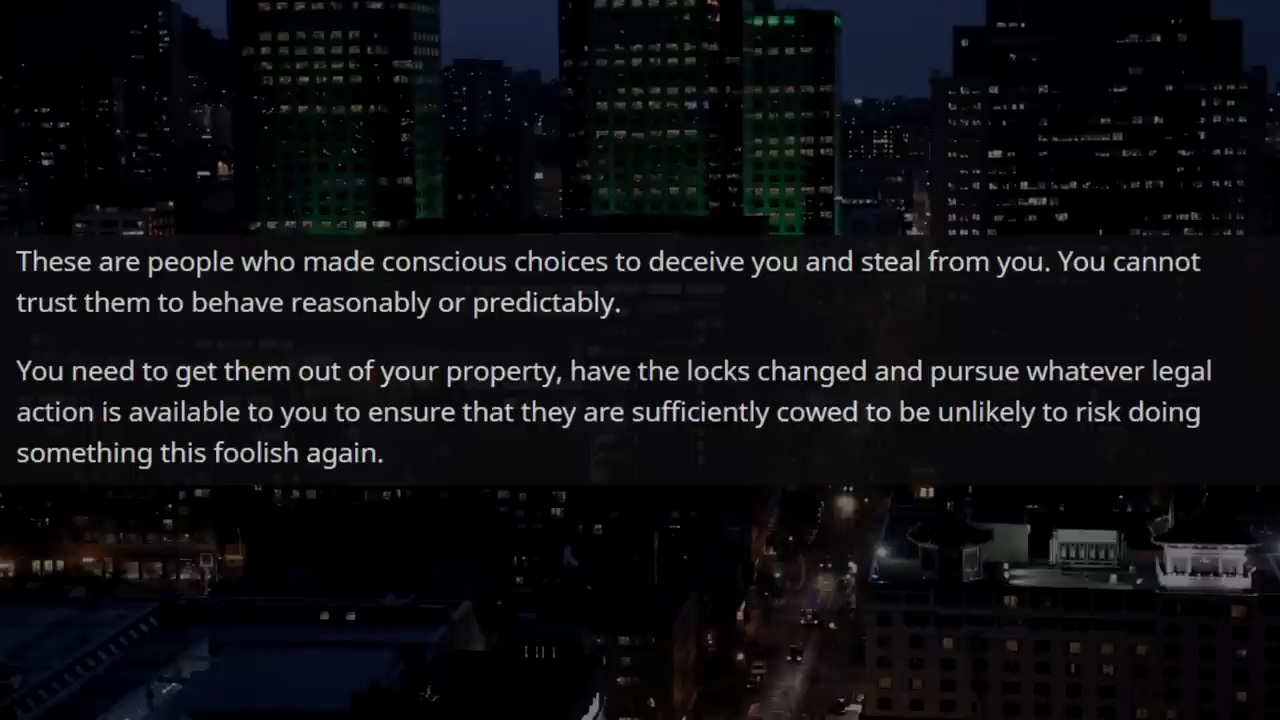 These are people who made conscious choices to deceive you and steal from you. You cannot
trust them to behave reasonably or predictably.
You need to get them out of your property, have the locks changed and pursue whatever legal
action is available to you to ensure that they are sufficiently cowed to be unlikely to risk doing
something this foolish again.